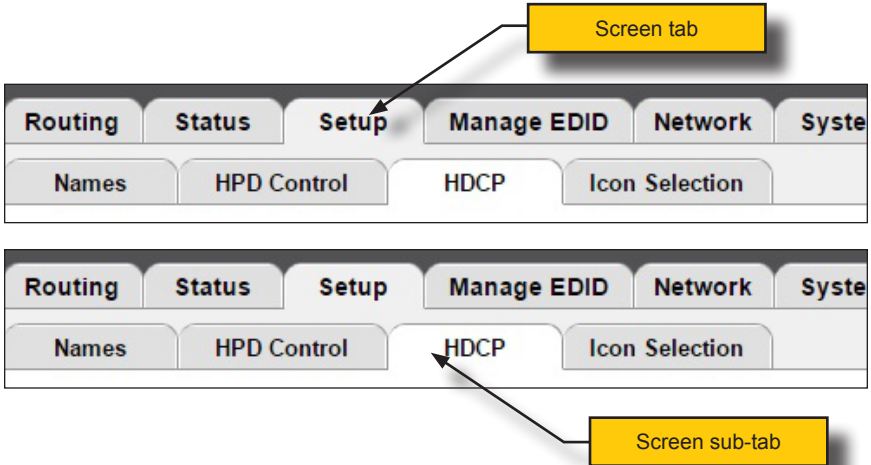 Screen tab
Routing Status Setup Manage EDID Network Syste
Names HPD Control HDCP Icon Selection
Routing Status Setup Manage EDID Network Syste
Names HPD Control HDCP Icon Selection
Screen sub-tab